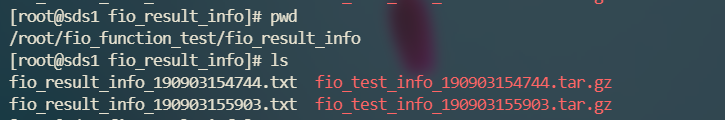 [root@sds1 fio_result_info]# pwd
/root/fio_function_test/fio_result_info
[root@sds1 fio_result_info]# ls
fio_result_info_190903154744.txt  fio_test_info_190903154744.tar.gz
fio_result_info_190903155903.txt  fio_test_info_190903155903.tar.gz